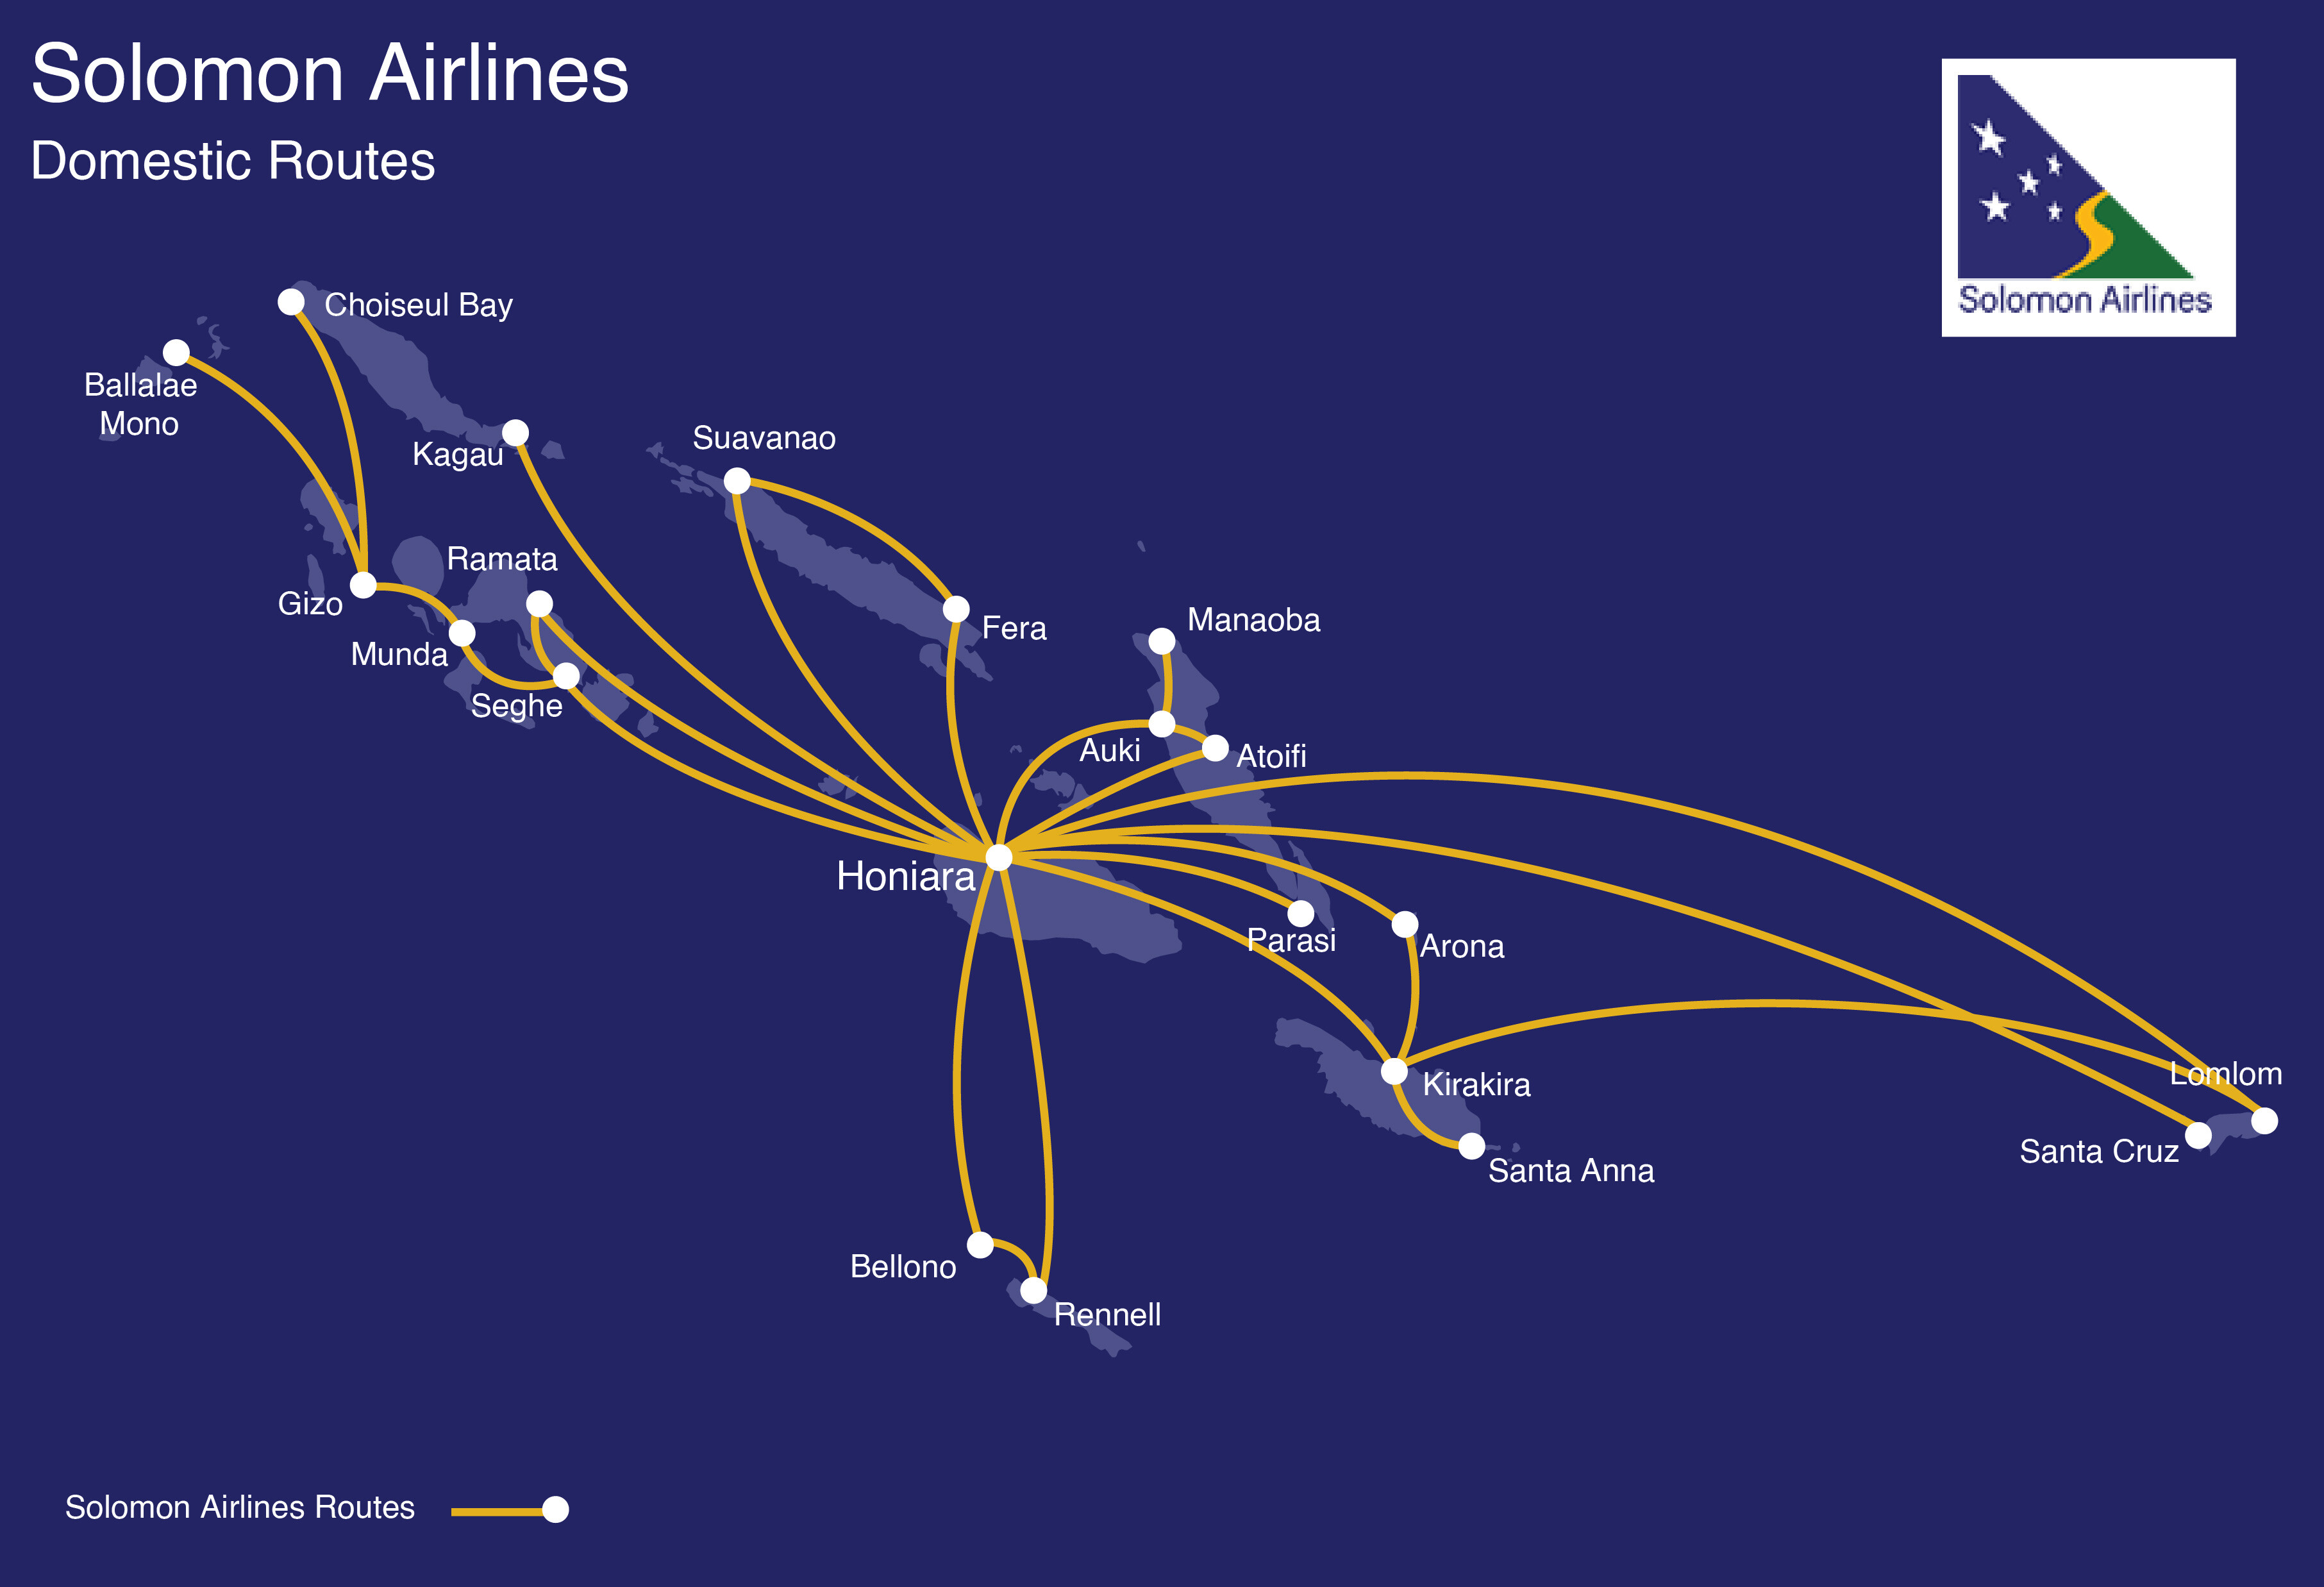 Solomon Airlines
Domestic Routes
Solomon Airlines
Choiseul Bay
Ballalae
Mono
Kagau
Suavanao
Ramata
Gizo
Fera
Manaoba
Munda
Seghe
Auki
Atoifi
Honiara
Parasi
Arona
Kirakira
Lomlom
Santa Cruz
Santa Anna
Bellono
Rennell
Solomon Airlines Routes